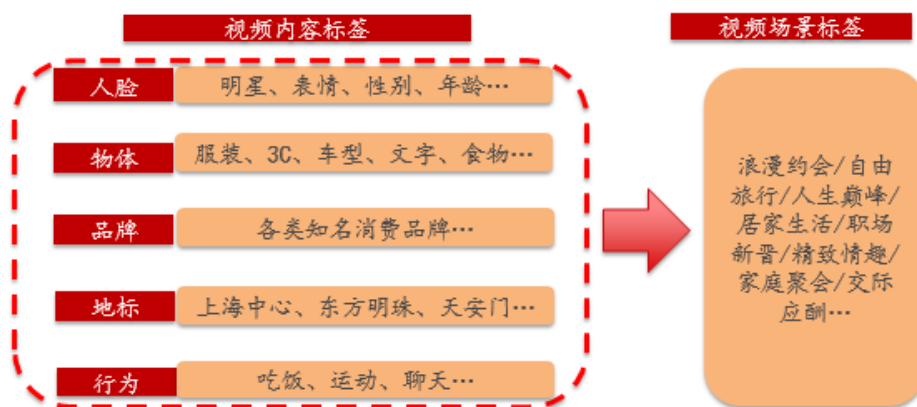 视频内容标签
视频场景标签
人脸
明星、表情、性别、年龄…
物体
服装、3C、车型、文字、食物…
品牌
各类知名消费品牌…
地标
上海中心、东方明珠、天安门…
行为
吃饭、运动、聊天…
浪漫约会/自由
旅行/人生巅峰/
居家生活/职场
新晋/精致情趣/
家庭聚会/交际
应酬…